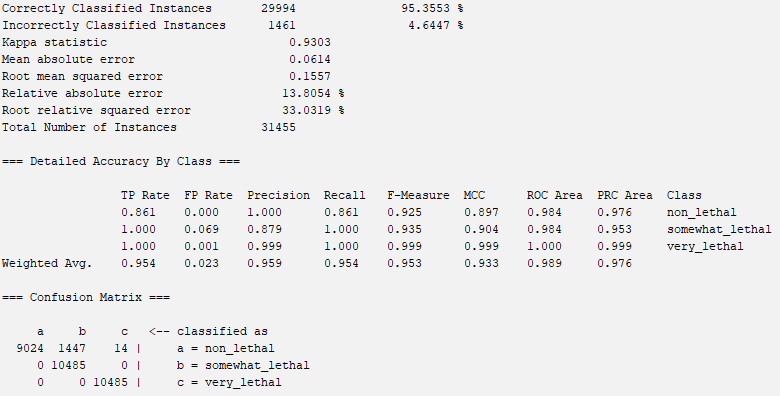 Correctly Classified Instances 29994 95.3553 %
Incorrectly Classified Instances 1461 4.6447 %
Kappa statistic 0.9303
Mean absolute error 0.0614
Root mean squared error 0.1557
Relative absolute error 13.8054 %
Root relative squared error 33.0319 %
Total Number of Instances 31455
=== Detailed Accuracy By Class ===
TP Rate FP Rate Precision Recall F-Measure MCC ROC Area PRC Area Class
0.861 0.000 1.000 0.861 0.925 0.897 0.984 0.976 non_lethal
1.000 0.069 0.879 1.000 0.935 0.904 0.984 0.953 somewhat_lethal
1.000 0.001 0.999 1.000 0.999 0.999 1.000 0.999 very_lethal
Weighted Avg. 0.954 0.023 0.959 0.954 0.953 0.933 0.989 0.976
=== Confusion Matrix ===
a b c <-- classified as
9024 1447 14 | a = non_lethal
0 10485 0 | b = somewhat_lethal
0 0 10485 | c = very_lethal